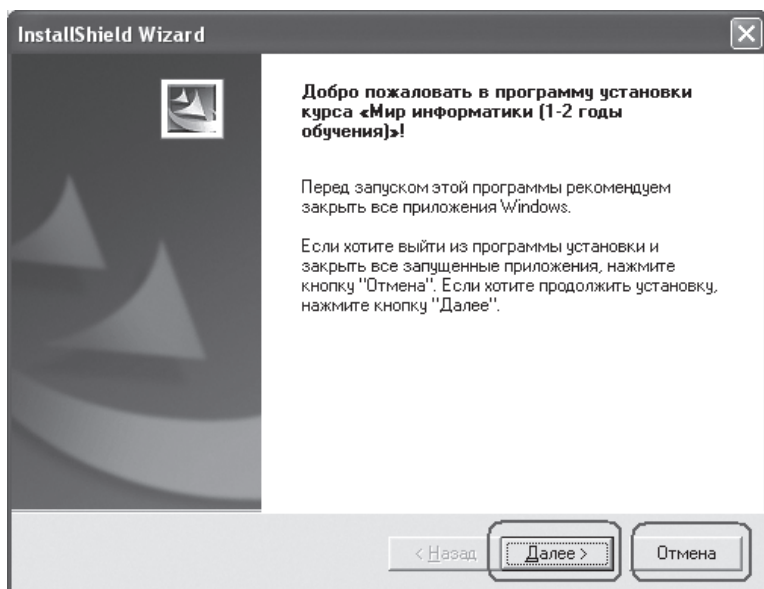 InstallShield Wizard
Добро пожаловать в программу установки
курса «Мир информатики (1-2 годы
обучения)»!
Перед запуском этой программы рекомендуем
закрыть все приложения Windows.
Если хотите выйти из программы установки и
закрыть все запущенные приложения, нажмите
кнопку "Отмена". Если хотите продолжить установку,
нажмите кнопку "Далее".
< Назад Далее > Отмена